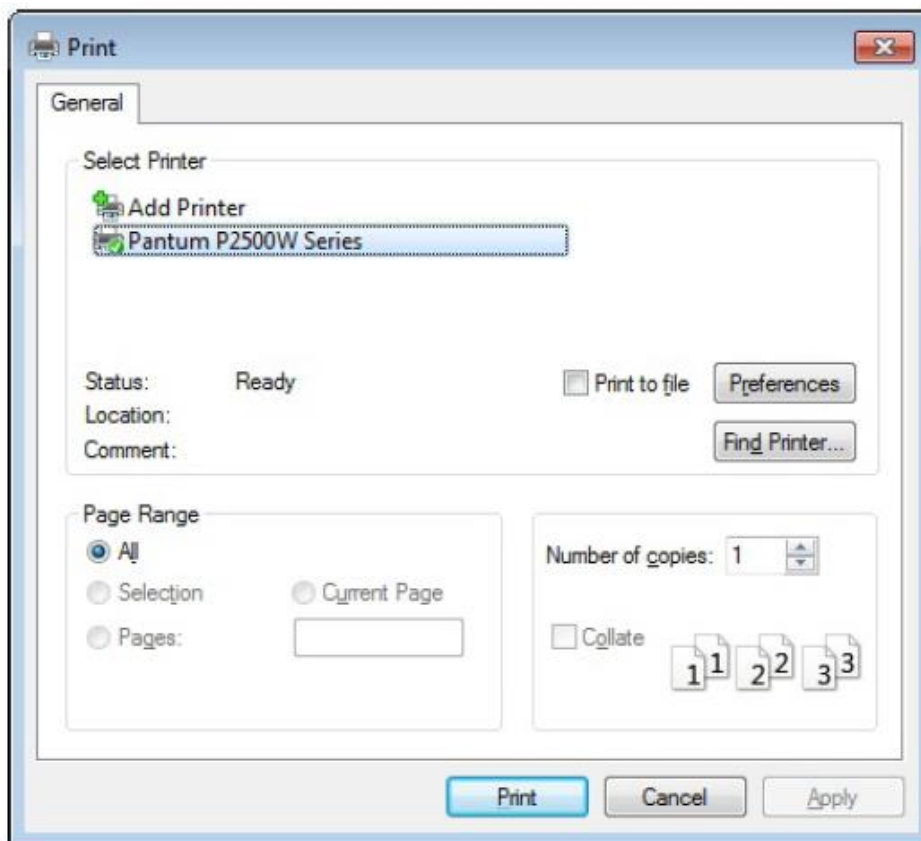 Print
General
Select Printer
Add Printer
Pantum P2500W Series
Status: Ready
Print to file
Preferences
Location:
Comment:
Find Printer...
Page Range
All
Selection
Current Page
Pages:
Number of copies: 1
Collate
1 1 2 2 3 3
Print
Cancel
Apply